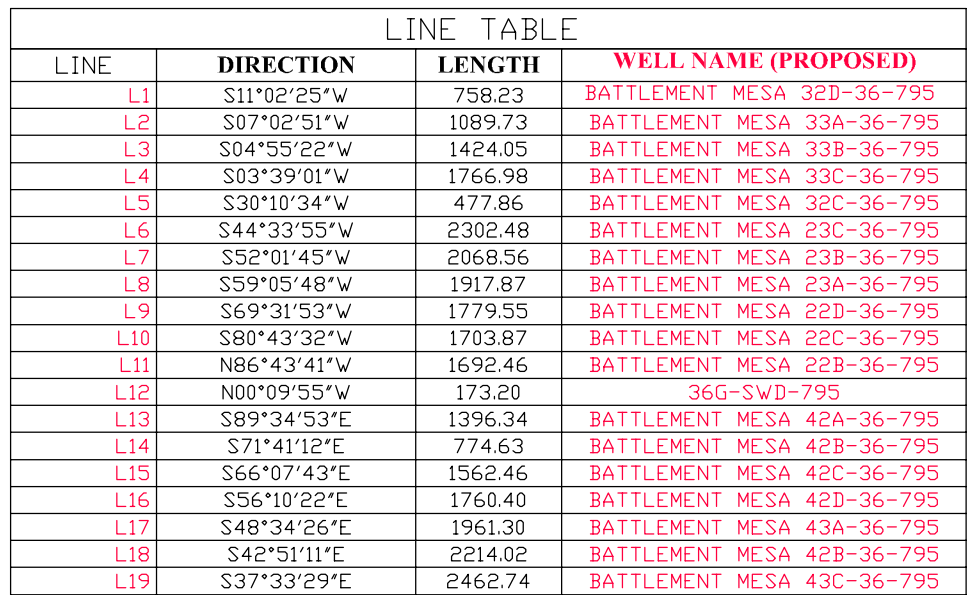 LINE TABLE
LINE DIRECTION LENGTH WELL NAME (PROPOSED)
L1 S11°02'25"W 758.23 BATTLEMENT MESA 32D-36-795
L2 S07°02'51"W 1089.73 BATTLEMENT MESA 33A-36-795
L3 S04°55'22"W 1424.05 BATTLEMENT MESA 33B-36-795
L4 S03°39'01"W 1766.98 BATTLEMENT MESA 33C-36-795
L5 S30°10'34"W 477.86 BATTLEMENT MESA 32C-36-795
L6 S44°33'55"W 2302.48 BATTLEMENT MESA 23C-36-795
L7 S52°01'45"W 2068.56 BATTLEMENT MESA 23B-36-795
L8 S59°05'48"W 1917.87 BATTLEMENT MESA 23A-36-795
L9 S69°31'53"W 1779.55 BATTLEMENT MESA 22D-36-795
L10 S80°43'32"W 1703.87 BATTLEMENT MESA 22C-36-795
L11 N86°43'41"W 1692.46 BATTLEMENT MESA 22B-36-795
L12 N00°09'55"W 173.20 36G-SWD-795
L13 S89°34'53"E 1396.34 BATTLEMENT MESA 42A-36-795
L14 S71°41'12"E 774.63 BATTLEMENT MESA 42B-36-795
L15 S66°07'43"E 1562.46 BATTLEMENT MESA 42C-36-795
L16 S56°10'22"E 1760.40 BATTLEMENT MESA 42D-36-795
L17 S48°34'26"E 1961.30 BATTLEMENT MESA 43A-36-795
L18 S42°51'11"E 2214.02 BATTLEMENT MESA 42B-36-795
L19 S37°33'29"E 2462.74 BATTLEMENT MESA 43C-36-795